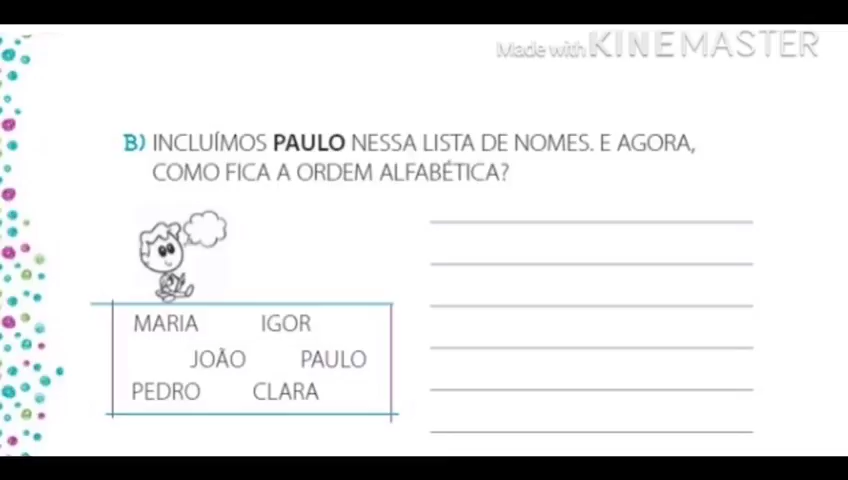 Made with KINEMASTER
B) INCLUÍMOS PAULO NESSA LISTA DE NOMES. E AGORA,
COMO FICA A ORDEM ALFABÉTICA?
MARIA IGOR
JOÃO PAULO
PEDRO CLARA